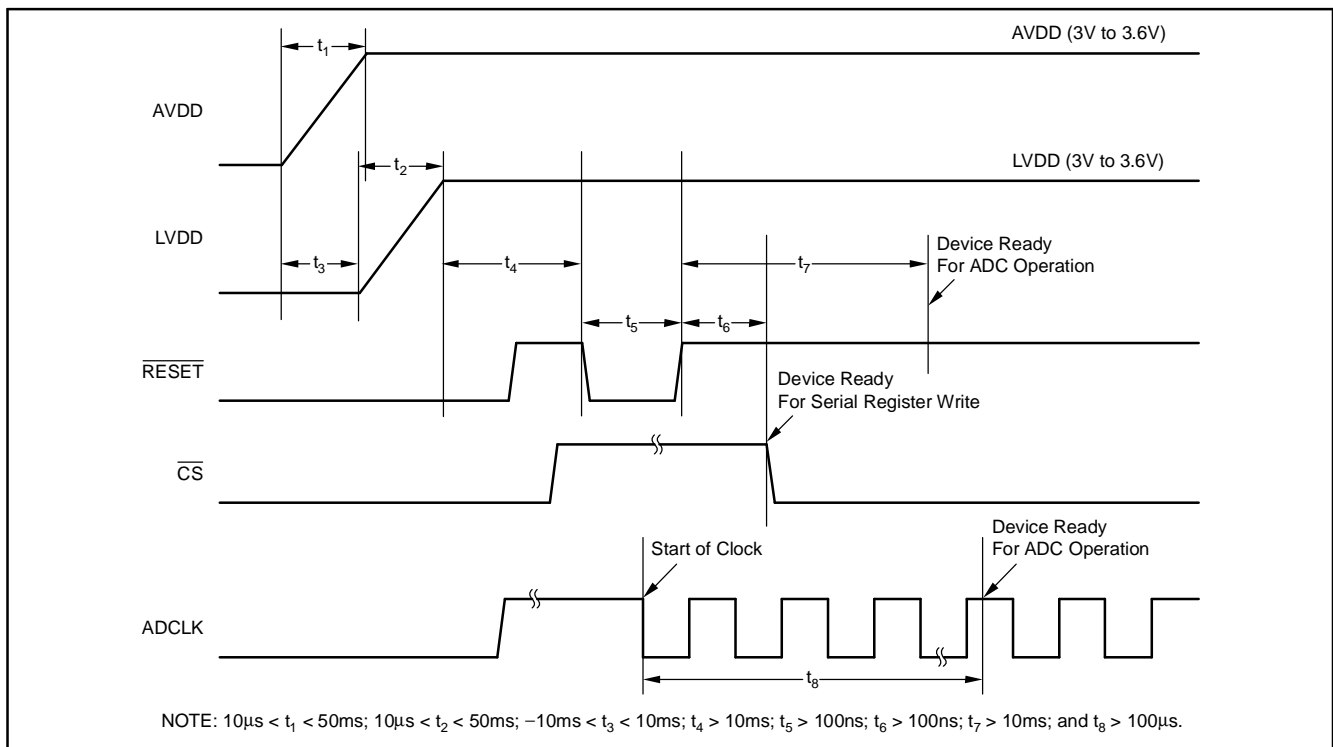 AVDD (3V to 3.6V)
t1
AVDD
t2
LVDD (3V to 3.6V)
LVDD
t3
t4
t7
Device Ready
For ADC Operation
t5
t6
RESET
Device Ready
For Serial Register Write
CS
Device Ready
For ADC Operation
Start of Clock
ADCLK
t8
NOTE: 10µs < t1 < 50ms; 10µs < t2 < 50ms; −10ms < t3 < 10ms; t4 > 10ms; t5 > 100ns; t6 > 100ns; t7 > 10ms; and t8 > 100µs.